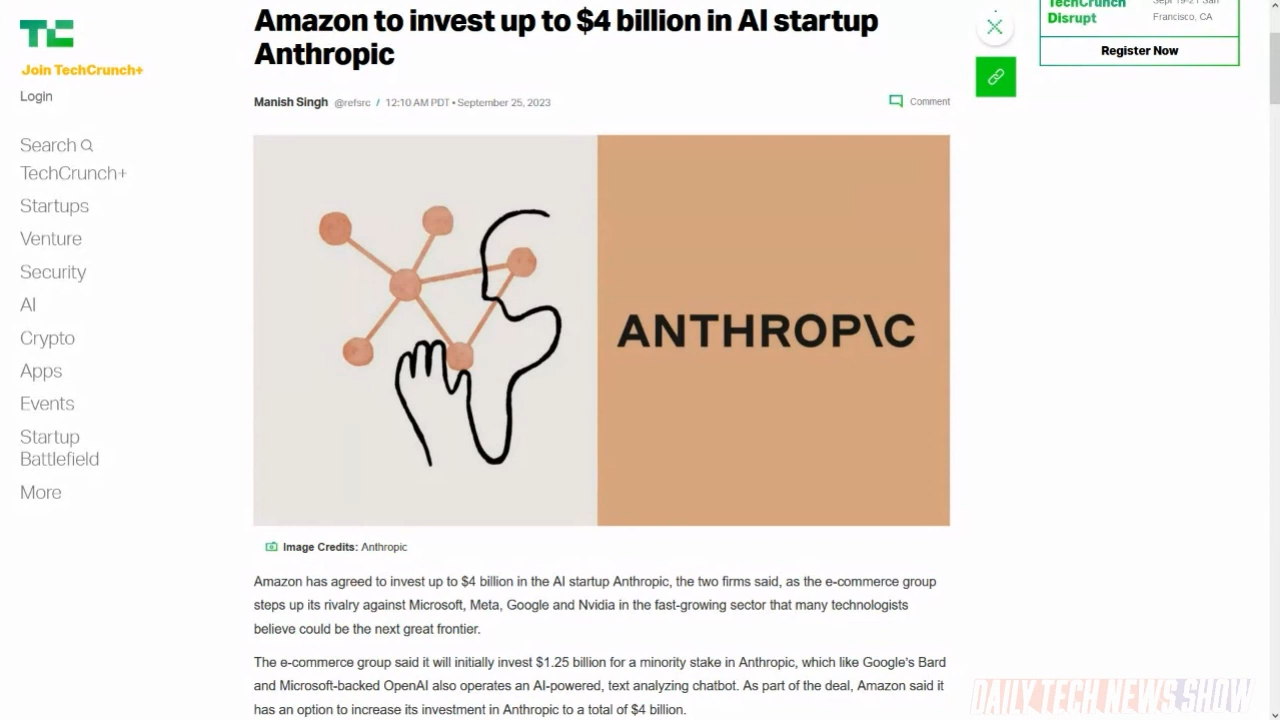 TC
Join TechCrunch+
Login
Search
TechCrunch+
Startups
Venture
Security
AI
Crypto
Apps
Events
Startup
Battlefield
More
Amazon to invest up to $4 billion in AI startup
Anthropic
Manish Singh @refsrc / 12:10 AM PDT • September 25, 2023
Comment
ANTHROP\C
Image Credits: Anthropic
Amazon has agreed to invest up to $4 billion in the AI startup Anthropic, the two firms said, as the e-commerce group
steps up its rivalry against Microsoft, Meta, Google and Nvidia in the fast-growing sector that many technologists
believe could be the next great frontier.
The e-commerce group said it will initially invest $1.25 billion for a minority stake in Anthropic, which like Google's Bard
and Microsoft-backed OpenAI also operates an AI-powered, text analyzing chatbot. As part of the deal, Amazon said it
has an option to increase its investment in Anthropic to a total of $4 billion.
TechCrunch
Disrupt
Sept 19-21 San
Francisco, CA
Register Now
DAILY TECH NEWS SHOW